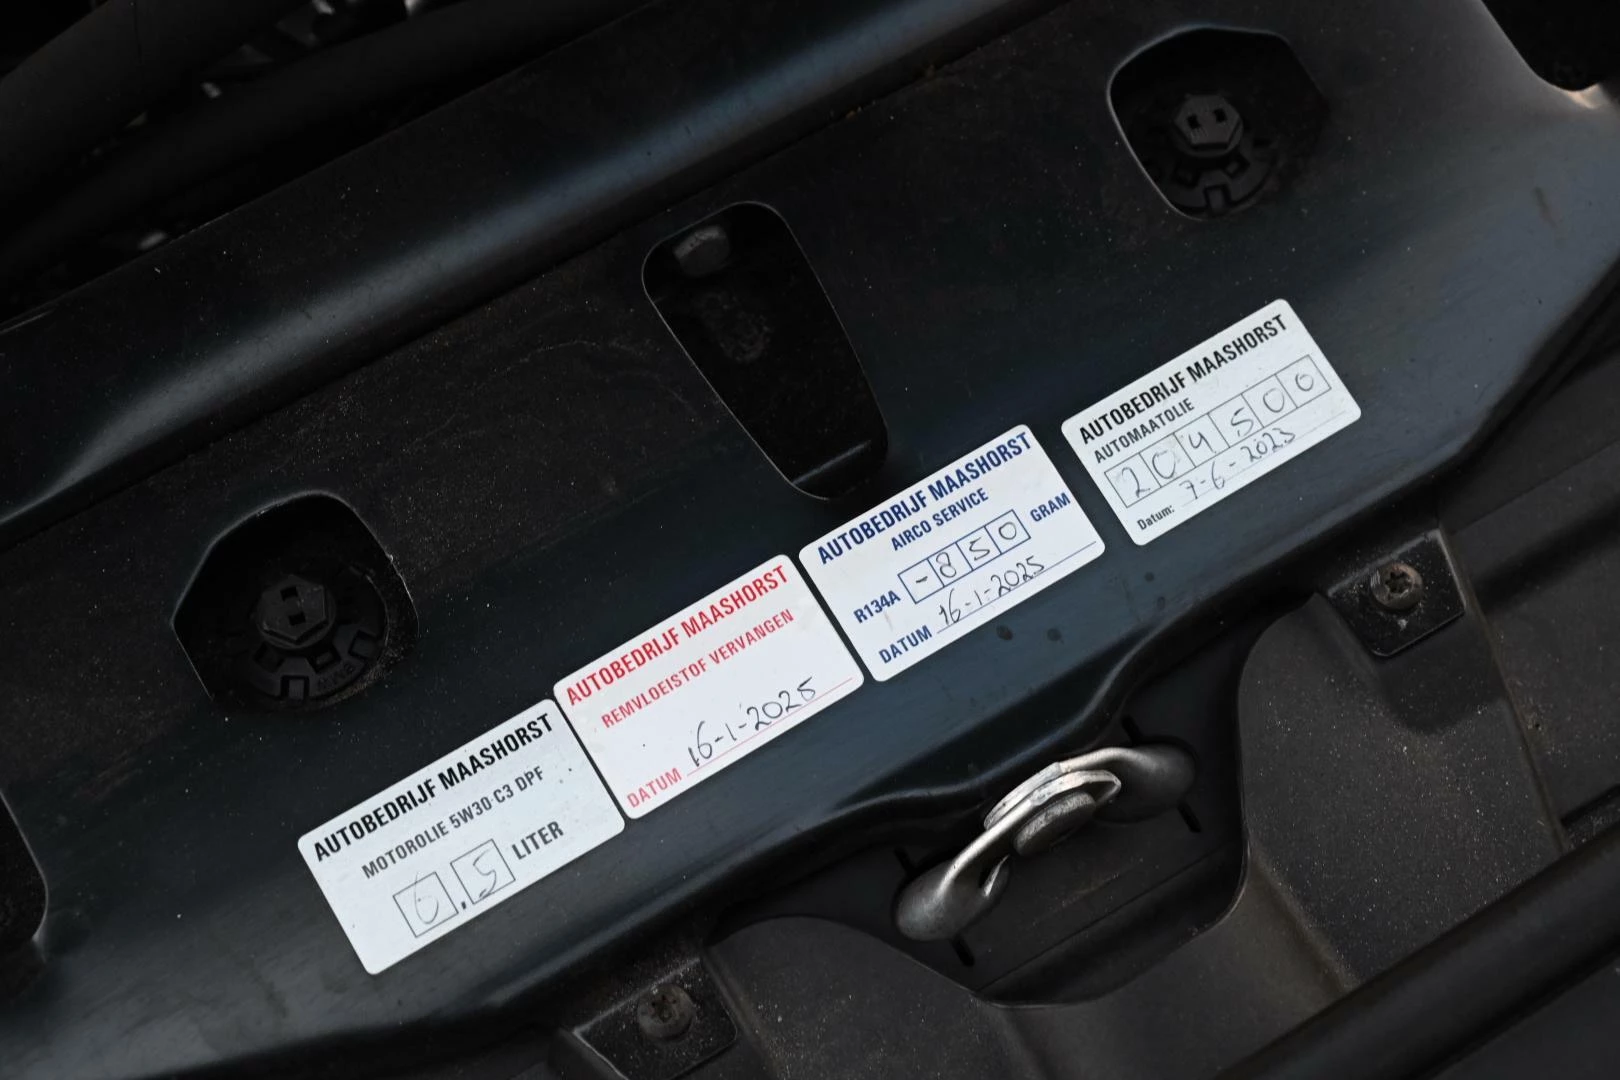 AUTOBEDRIJF MAASHORST
MOTOROLIE 5W30 C3 DPF
6,5 LITER
AUTOBEDRIJF MAASHORST
REMVLOEISTOF VERVANGEN
DATUM 16-1-2025
AUTOBEDRIJF MAASHORST
AIRCO SERVICE
R134A -850 GRAM
DATUM 16-1-2025
AUTOBEDRIJF MAASHORST
AUTOMAATOLIE
204500
Datum: 7-6-2023